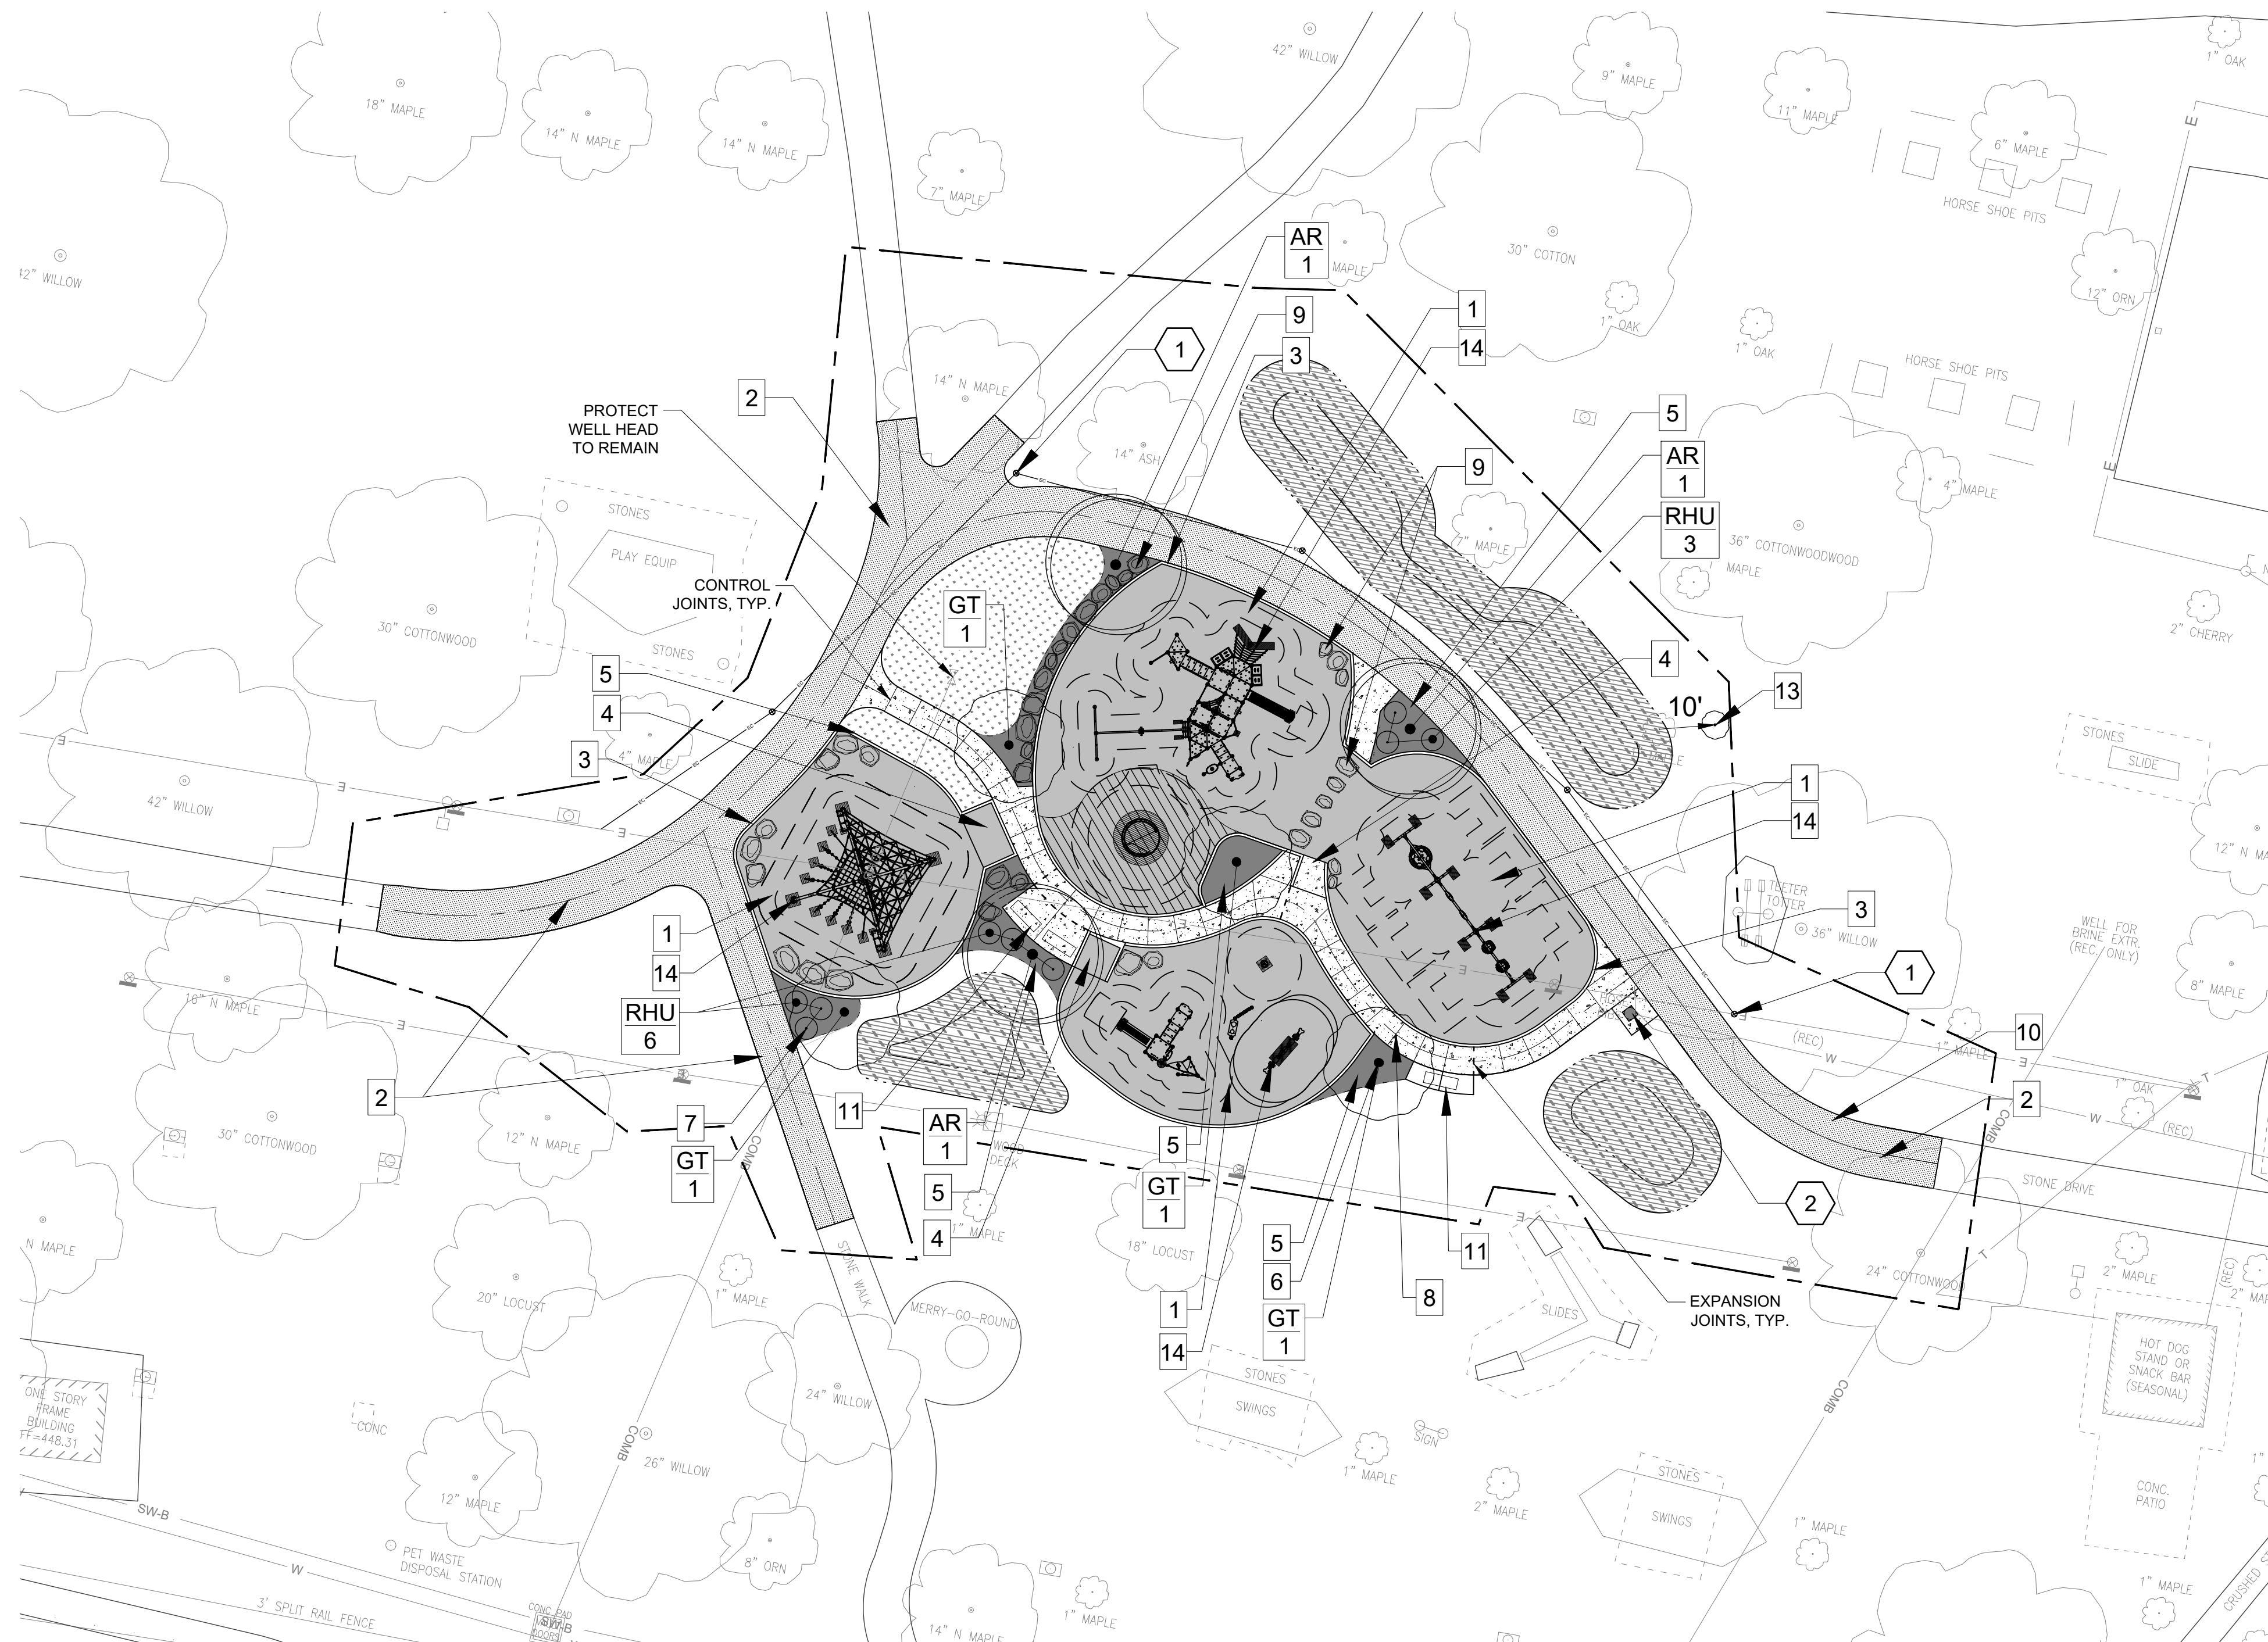 42" WILLOW
1" OAK
9" MAPLE
18" MAPLE
11" MAPLE
14" N MAPLE
14" N MAPLE
6" MAPLE
E
7" MAPLE
HORSE SHOE PITS
AR
1
MAPLE
30" COTTON
42" WILLOW
12" ORN
1
9
1" OAK
1" OAK
1
14
3
HORSE SHOE PITS
14" N MAPLE
2
PROTECT
WELL HEAD
TO REMAIN
5
14" ASH
AR
1
9
E
4" MAPLE
STONES
RHU
3
7" MAPLE
36" COTTONWOODWOOD
MAPLE
PLAY EQUIP
CONTROL
JOINTS, TYP.
GT
1
2" CHERRY
30" COTTONWOOD
STONES
4
5
13
10'
4
3
4" MAPLE
E
STONES
SLIDE
42" WILLOW
E
E
1
14
12" N MA
TEETER
TOTTER
3
36" WILLOW
WELL FOR
BRINE EXTR.
(REC. ONLY)
1
14
E
E
1
8" MAPLE
16" N MAPLE
RHU
6
E
E
10
(REC)
W
1" MAPLE
E
T
2
2
1" OAK
W
(REC)
COMB
7
11
AR
1
WOOD
DECK
5
30" COTTONWOOD
12" N MAPLE
COMB
GT
1
5
GT
1
STONE DRIVE
2
1" MAPLE
4
18" LOCUST
E
N MAPLE
5
11
6
T
STONE WALK
1" MAPLE
2" MAPLE
24" COTTONWOOD
(REC)
20" LOCUST
1
8
EXPANSION
JOINTS, TYP.
SLIDES
MERRY-GO-ROUND
GT
1
14
HOT DOG
STAND OR
SNACK BAR
(SEASONAL)
STONES
SWINGS
24" WILLOW
ONE STORY
FRAME
BUILDING
FF=448.31
CONC
COMB
COMB
SIGN
26" WILLOW
1" MAPLE
STONES
SWINGS
12" MAPLE
2" MAPLE
CONC.
PATIO
1" MAPLE
SW-B
W
PET WASTE
DISPOSAL STATION
8" ORN
3' SPLIT RAIL FENCE
CONC PAD
SW-B
DOORS
1" MAPLE
1" MAPLE
14" N MAPLE
CRUSHED